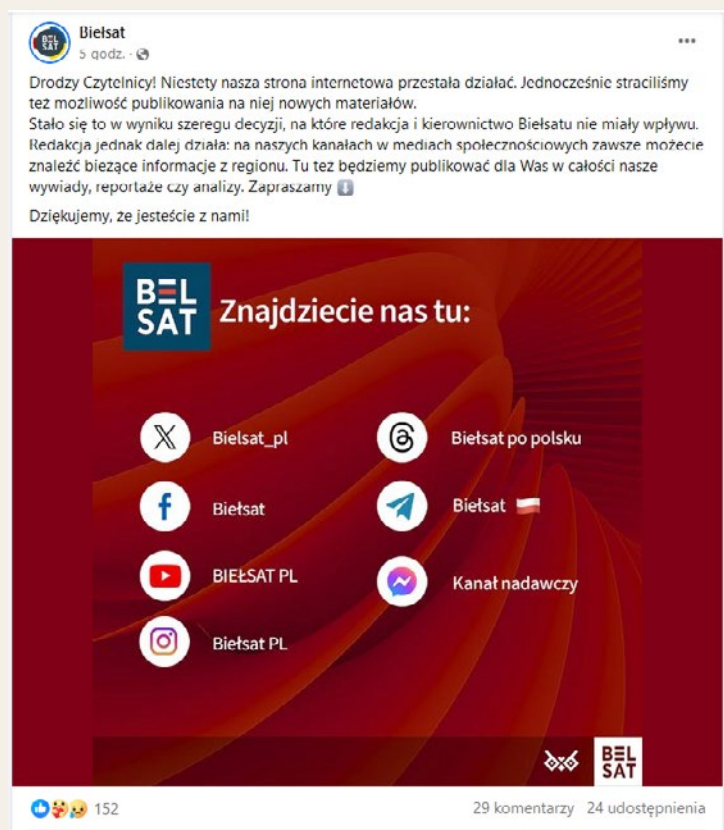 Biełsat
5 godz.
Drodzy Czytelnicy! Niestety nasza strona internetowa przestała działać. Jednocześnie straciliśmy
też możliwość publikowania na niej nowych materiałów.
Stało się to w wyniku szeregu decyzji, na które redakcja i kierownictwo Biełsatu nie miały wpływu.
Redakcja jednak dalej działa: na naszych kanałach w mediach społecznościowych zawsze możecie
znaleźć bieżące informacje z regionu. Tu też będziemy publikować dla Was w całości nasze
wywiady, reportaże czy analizy. Zapraszamy
Dziękujemy, że jesteście z nami!
BEL
SAT
Znajdziecie nas tu:
Bielsat_pl
Biełsat po polsku
Biełsat
Biełsat
BIEŁSAT PL
Kanał nadawczy
Biełsat PL
BEL
SAT
152
29 komentarzy 24 udostępnienia